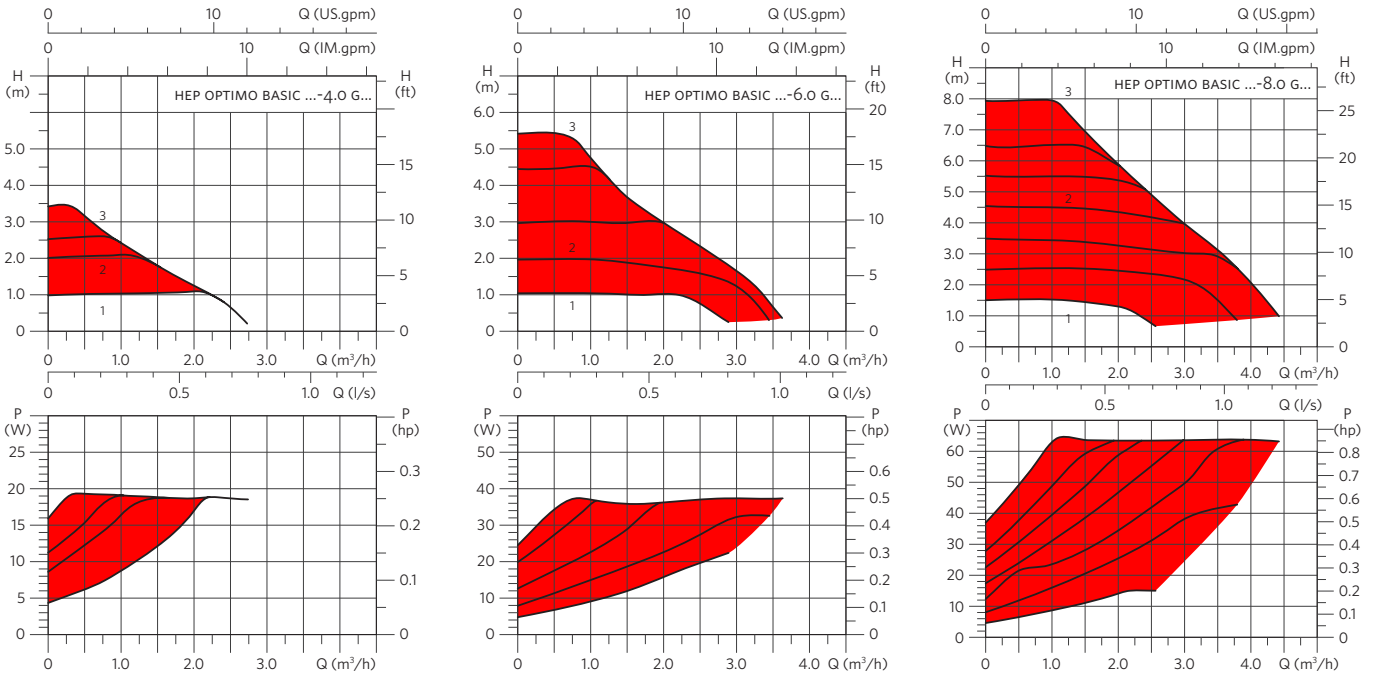 0 10 Q (US.gpm)
0 10 Q (IM.gpm)
H (m) H (ft)
HEP OPTIMO BASIC ...-4.0 G...
5.0 15
4.0
3.0 3 10
2.0 2 5
1.0 1
0 0
0 1.0 2.0 3.0 Q (m³/h)
0 0.5 1.0 Q (l/s)
P (W) P (hp)
25
20 0.3
15 0.2
10 0.1
5
0 0
0 1.0 2.0 3.0 Q (m³/h)
0 10 Q (US.gpm)
0 10 Q (IM.gpm)
H (m) H (ft)
HEP OPTIMO BASIC ...-6.0 G...
6.0 20
5.0 3 15
4.0
3.0 10
2.0 2 5
1.0 1
0 0
0 1.0 2.0 3.0 4.0 Q (m³/h)
0 0.5 1.0 Q (l/s)
P (W) P (hp)
50 0.6
40 0.5
30 0.4
20 0.3
10 0.2
0.1
0 0
0 1.0 2.0 3.0 4.0 Q (m³/h)
0 10 Q (US.gpm)
0 10 Q (IM.gpm)
H (m) H (ft)
HEP OPTIMO BASIC ...-8.0 G...
8.0 3 25
7.0
6.0 20
5.0 2 15
4.0
3.0 10
2.0 5
1.0 1
0 0
0 1.0 2.0 3.0 4.0 Q (m³/h)
0 0.5 1.0 Q (l/s)
P (W) P (hp)
60 0.8
50 0.7
40 0.6
30 0.5
20 0.4
10 0.3
0.2
0.1
0 0
0 1.0 2.0 3.0 4.0 Q (m³/h)